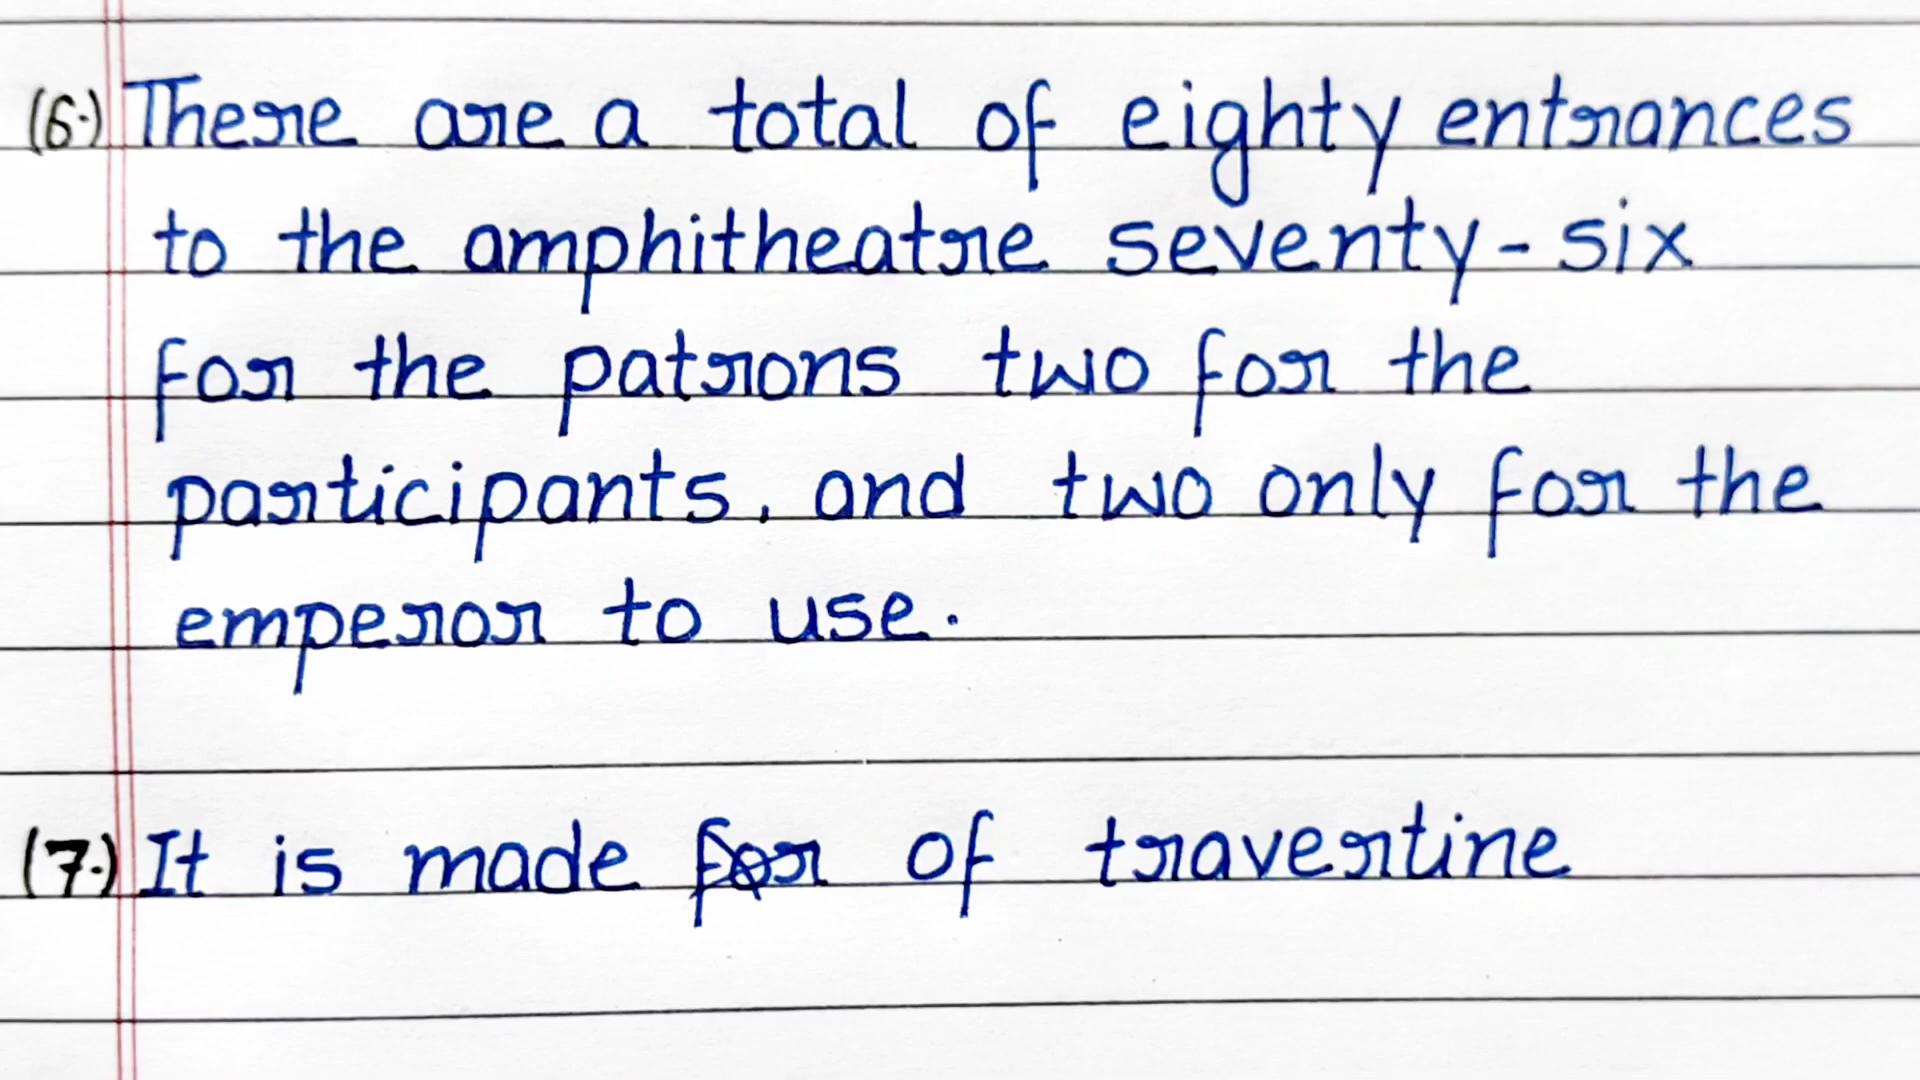 (6.) There are a total of eighty entrances
to the amphitheatre seventy-six
for the patrons two for the
participants, and two only for the
emperor to use.
(7.) It is made for of travertine